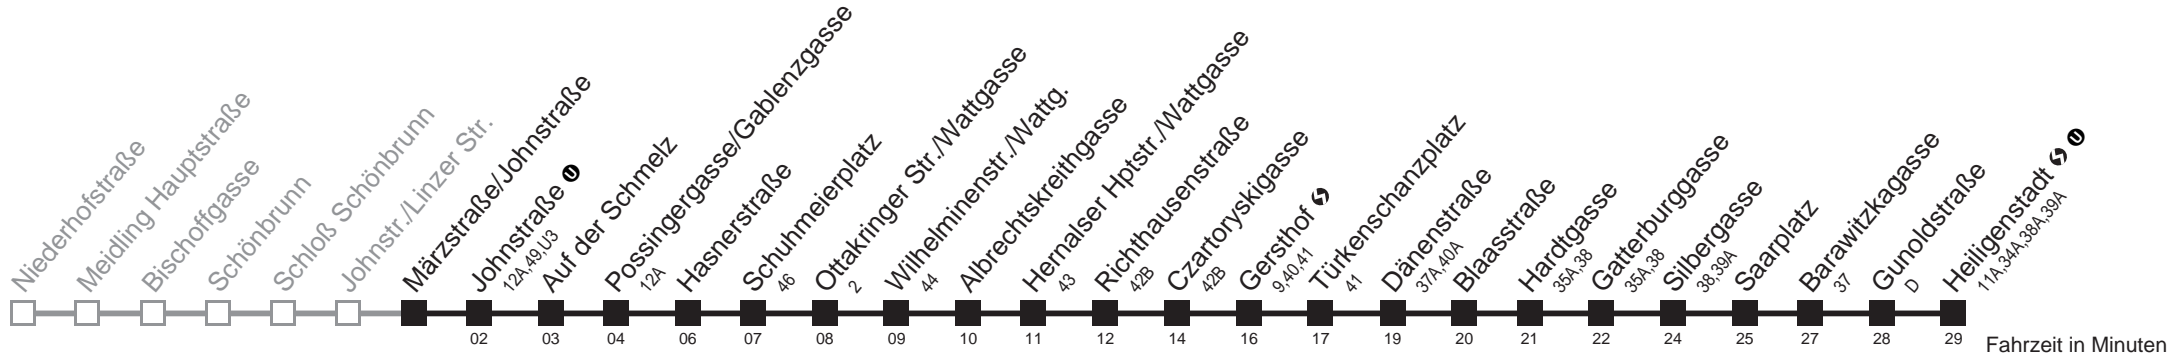 Niederhofstraße
Meidling Hauptstraße
Bischoffgasse
Schönbrunn
Schloß Schönbrunn
Johnstr./Linzer Str.
Märzstraße/Johnstraße
Johnstraße U
12A,49,U3
Auf der Schmelz
Possingergasse/Gablenzgasse
12A
Hasnerstraße
Schuhmeierplatz
46
Ottakringer Str./Wattgasse
2
Wilhelminenstr./Wattg.
44
Albrechtskreithgasse
Hernalser Hptstr./Wattgasse
43
Richthausenstraße
42B
Czartoryskigasse
42B
Gersthof S
9,40,41
Türkenschanzplatz
41
Dänenstraße
37A,40A
Blaasstraße
Hardtgasse
35A,38
Gatterburggasse
35A,38
Silbergasse
38,39A
Saarplatz
Barawitzkagasse
37
Gunoldstraße
D
Heiligenstadt S U
11A,34A,38A,39A
02 03 04 06 07 08 09 10 11 12 14 16 17 19 20 21 22 24 25 27 28 29 Fahrzeit in Minuten